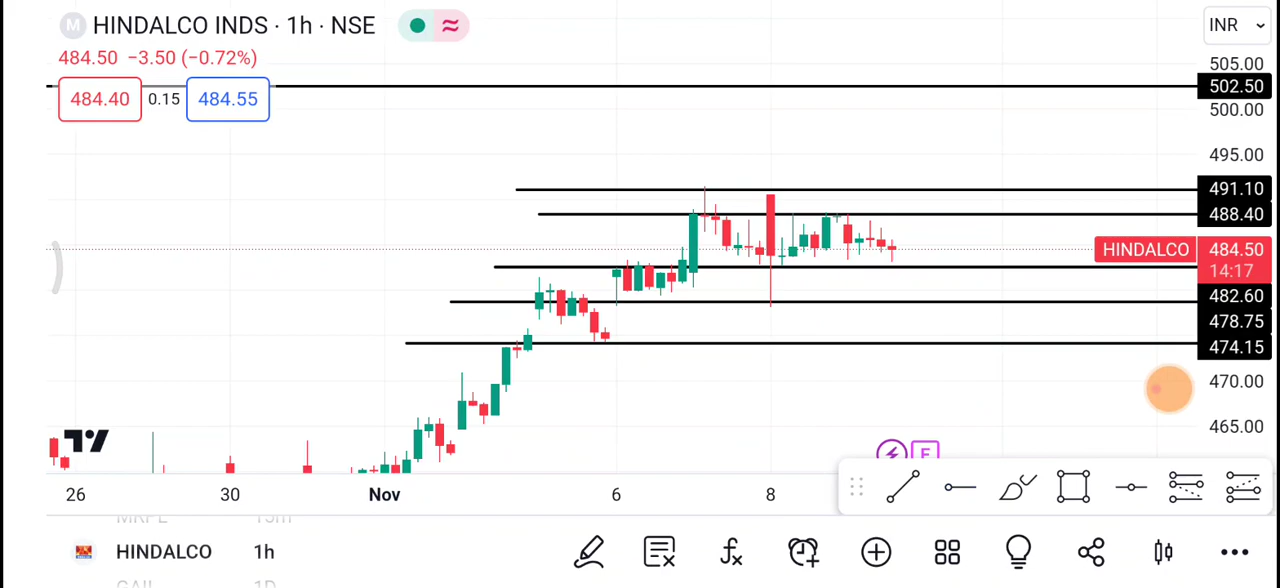 M HINDALCO INDS · 1h · NSE
INR
484.50 −3.50 (−0.72%)
484.40 0.15 484.55
505.00
502.50
500.00
495.00
491.10
488.40
HINDALCO 484.50
14:17
482.60
478.75
474.15
470.00
465.00
E
26 30 Nov 6 8
HINDALCO 1h
GAIL 1D